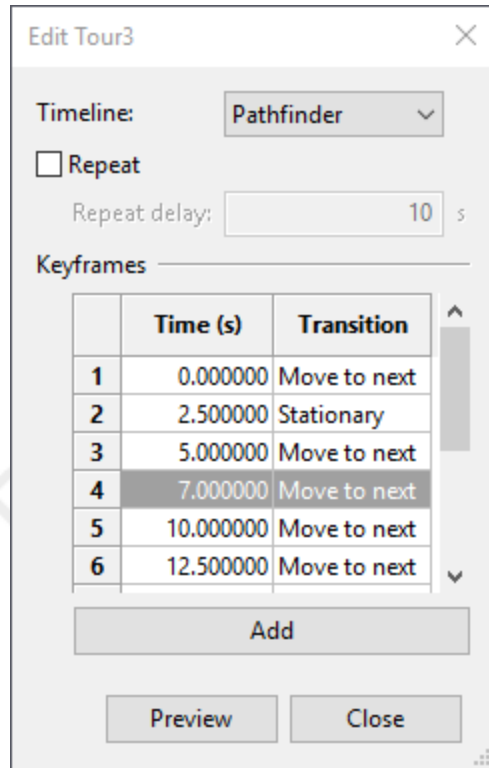 Edit Tour3
Timeline: Pathfinder
Repeat
Repeat delay: 10 s
Keyframes
Time (s) Transition
1 0.000000 Move to next
2 2.500000 Stationary
3 5.000000 Move to next
4 7.000000 Move to next
5 10.000000 Move to next
6 12.500000 Move to next
Add
Preview Close